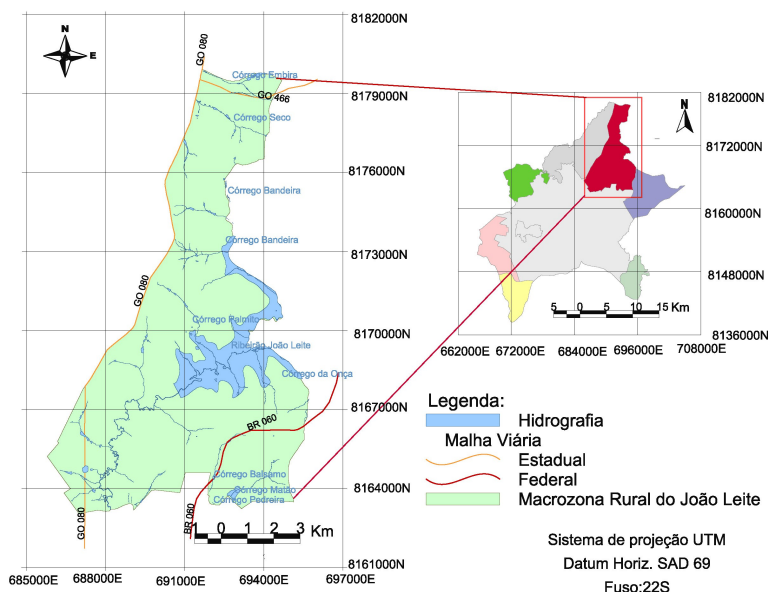 N
E
GO 080
Córrego Embira
GO 466
Córrego Seco
Córrego Bandeira
Córrego Bandeira
GO 080
Córrego Palmito
Ribeirão João Leite
Córrego da Onça
BR 060
Córrego Balsamo
Córrego Matão
Córrego Pedreira
GO 080
BR 060
1 0 1 2 3 Km
8182000N
8179000N
8176000N
8173000N
8170000N
8167000N
8164000N
8161000N
685000E 688000E 691000E 694000E 697000E
N
8182000N
8172000N
8160000N
8148000N
8136000N
5 0 5 10 15 Km
662000E 672000E 684000E 696000E 708000E
Legenda:
Hidrografia
Malha Viária
Estadual
Federal
Macrozona Rural do João Leite
Sistema de projeção UTM
Datum Horiz. SAD 69
Fuso:22S